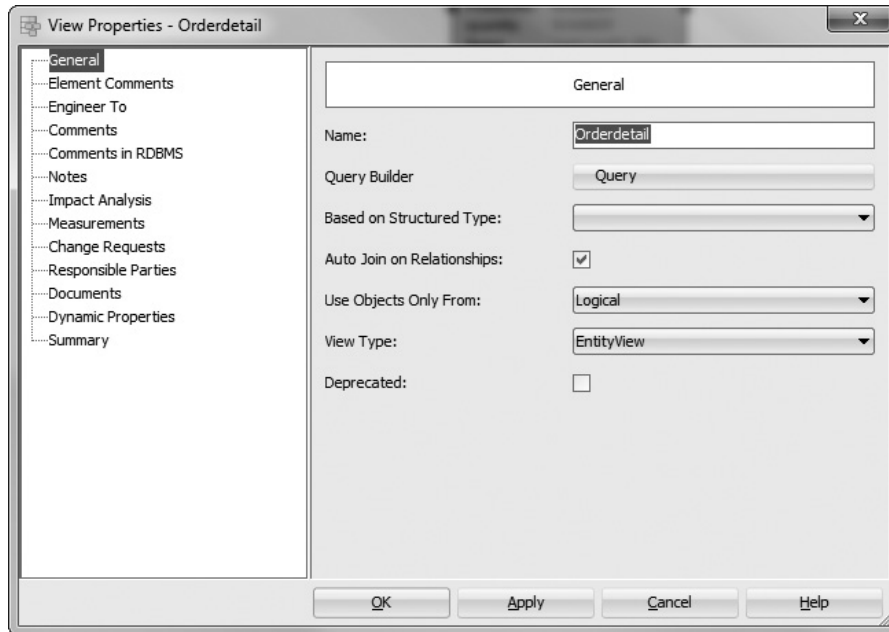 View Properties - Orderdetail
General
Element Comments
Engineer To
Comments
Comments in RDBMS
Notes
Impact Analysis
Measurements
Change Requests
Responsible Parties
Documents
Dynamic Properties
Summary
General
Name: Orderdetail
Query Builder Query
Based on Structured Type:
Auto Join on Relationships:
Use Objects Only From: Logical
View Type: EntityView
Deprecated:
OK Apply Cancel Help